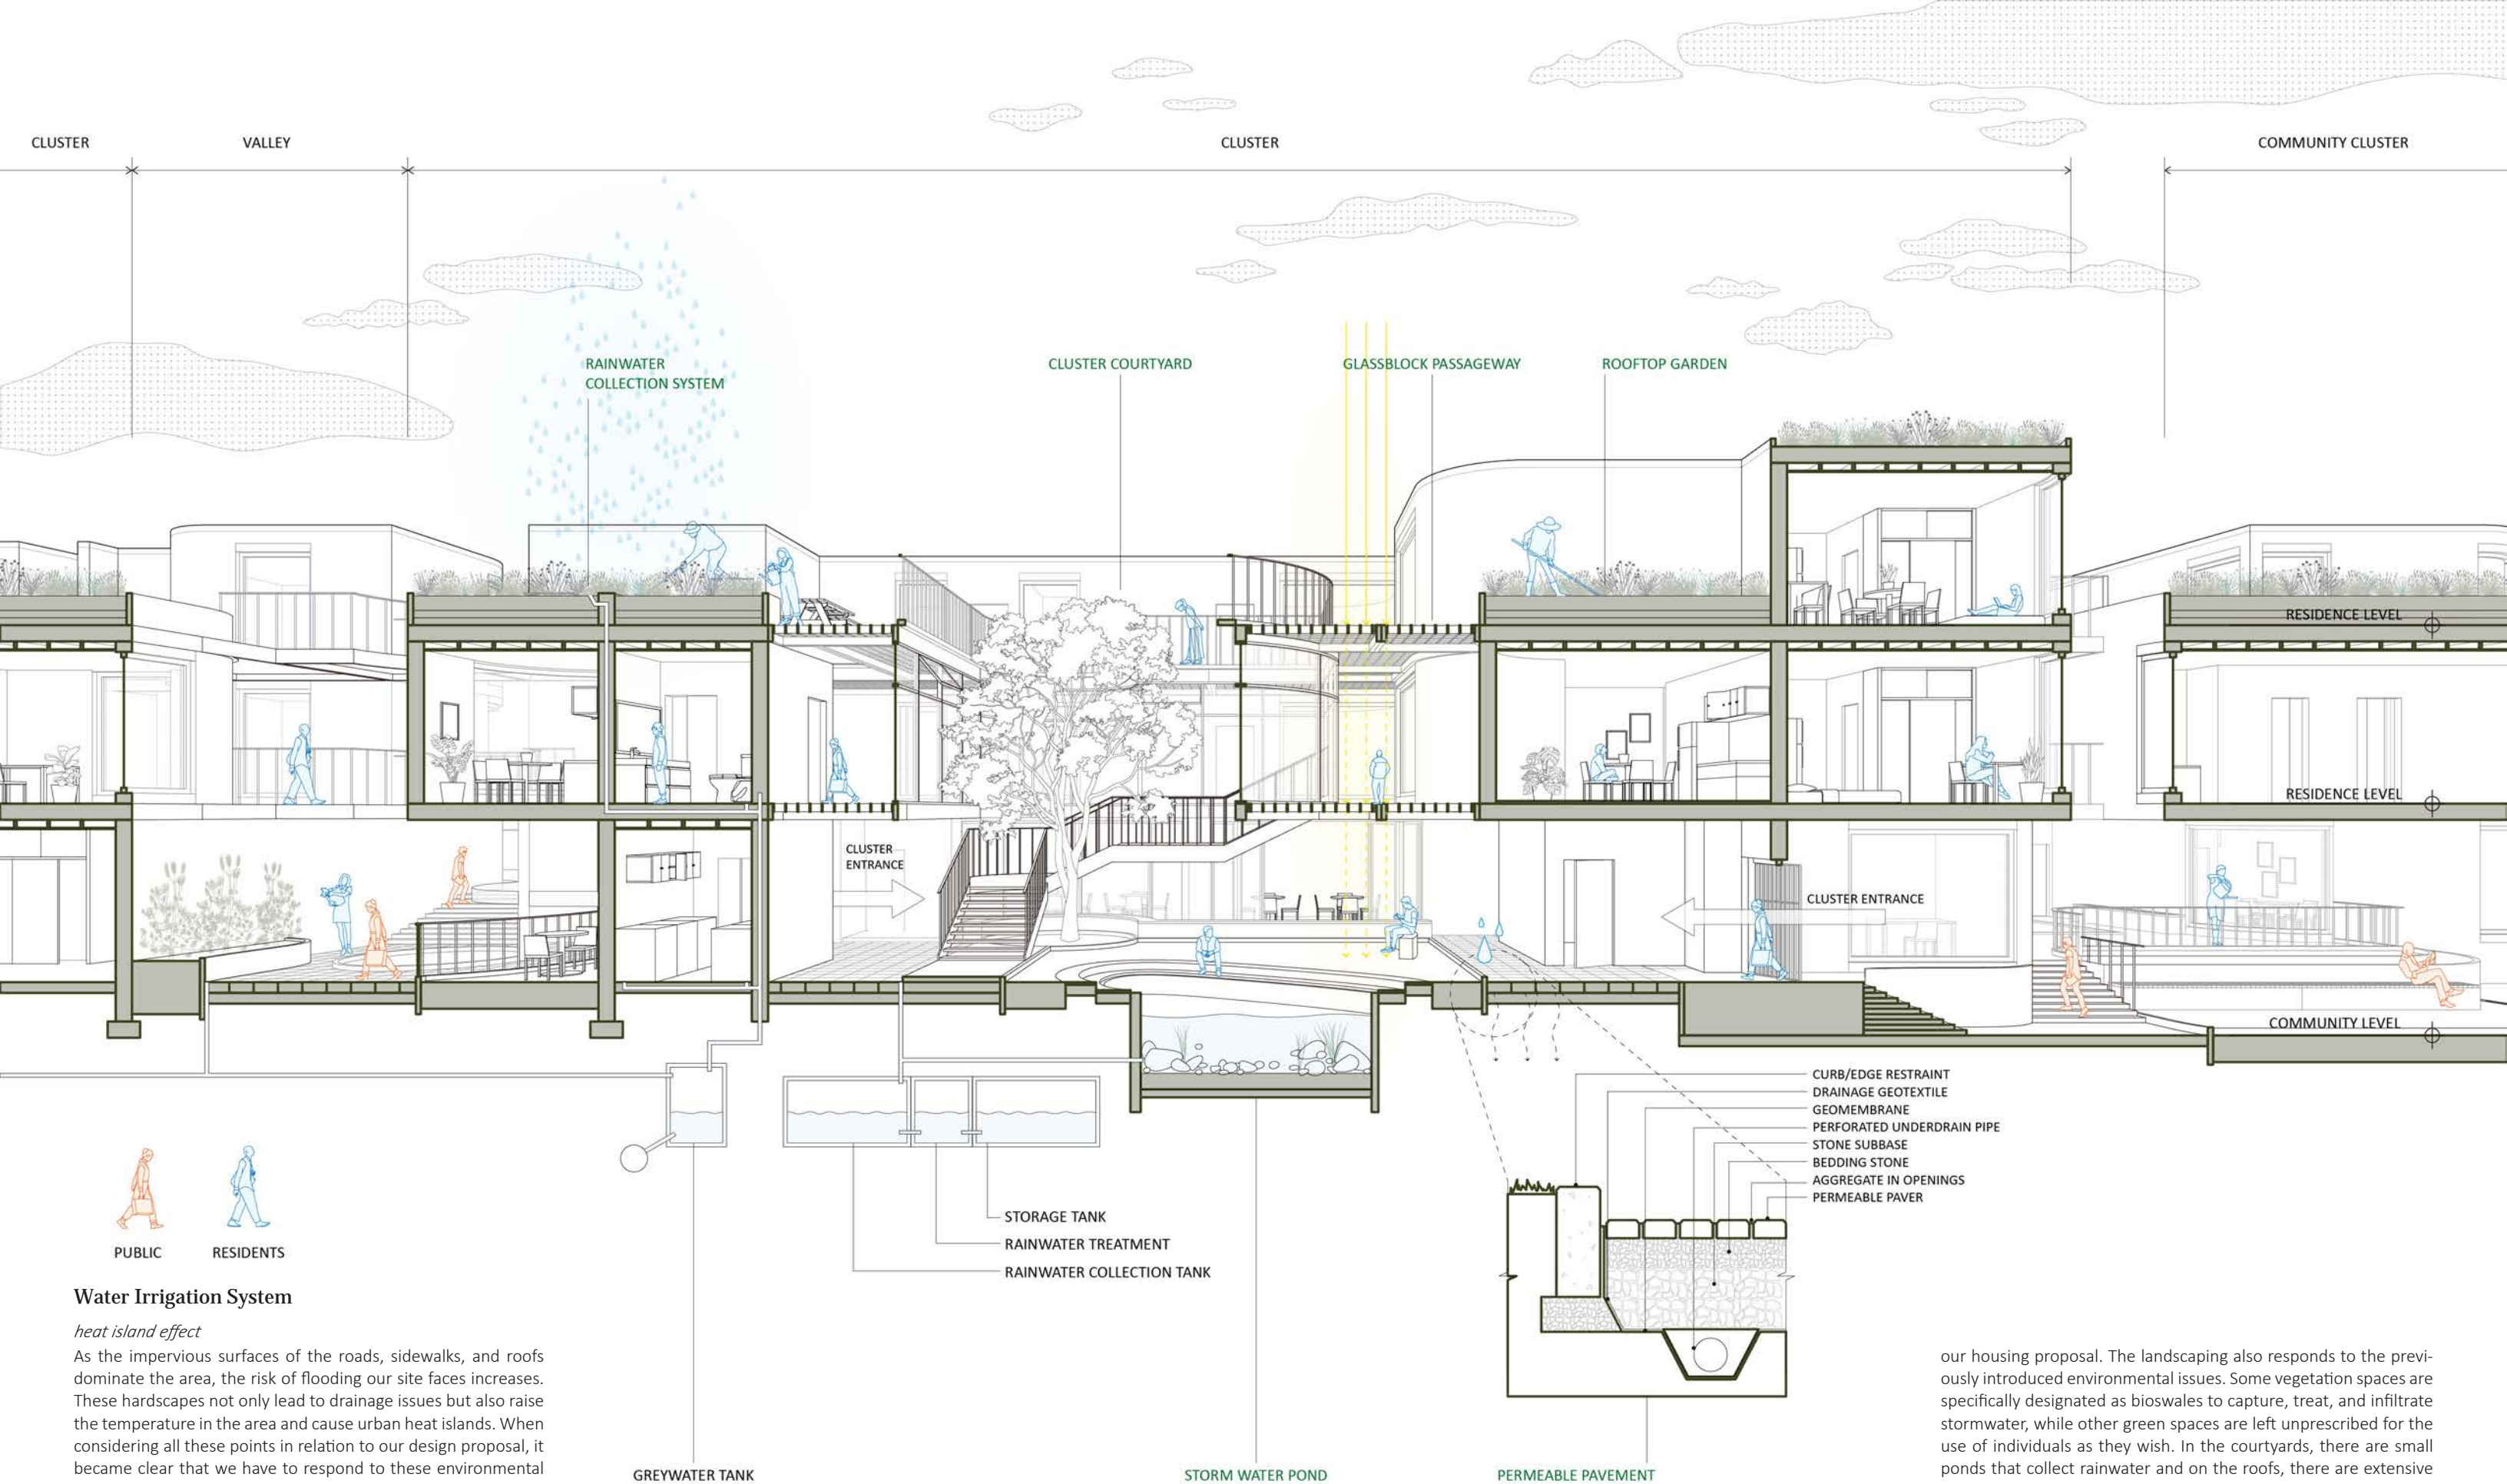 CLUSTER
VALLEY
CLUSTER
COMMUNITY CLUSTER
RAINWATER
COLLECTION SYSTEM
CLUSTER COURTYARD
GLASSBLOCK PASSAGEWAY
ROOFTOP GARDEN
RESIDENCE LEVEL
RESIDENCE LEVEL
CLUSTER
ENTRANCE
CLUSTER ENTRANCE
COMMUNITY LEVEL
CURB/EDGE RESTRAINT
DRAINAGE GEOTEXTILE
GEOMEMBRANE
PERFORATED UNDERDRAIN PIPE
STONE SUBBASE
BEDDING STONE
AGGREGATE IN OPENINGS
PERMEABLE PAVER
STORAGE TANK
RAINWATER TREATMENT
RAINWATER COLLECTION TANK
PUBLIC
RESIDENTS
Water Irrigation System
heat island effect
As the impervious surfaces of the roads, sidewalks, and roofs
dominate the area, the risk of flooding our site faces increases.
These hardscapes not only lead to drainage issues but also raise
the temperature in the area and cause urban heat islands. When
considering all these points in relation to our design proposal, it
became clear that we have to respond to these environmental
GREYWATER TANK
STORM WATER POND
PERMEABLE PAVEMENT
our housing proposal. The landscaping also responds to the previ-
ously introduced environmental issues. Some vegetation spaces are
specifically designated as bioswales to capture, treat, and infiltrate
stormwater, while other green spaces are left unprescribed for the
use of individuals as they wish. In the courtyards, there are small
ponds that collect rainwater and on the roofs, there are extensive